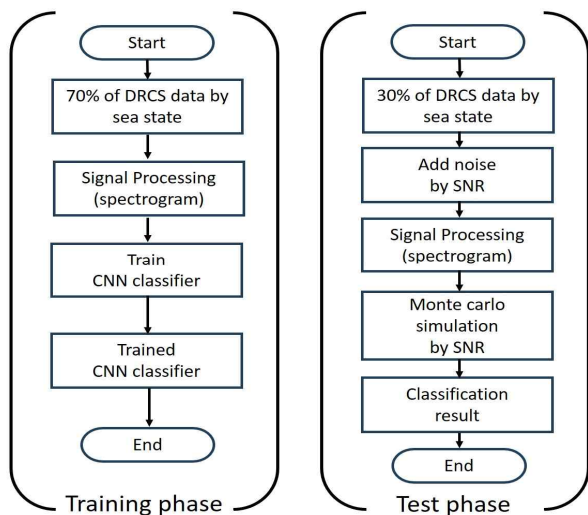 Start
70% of DRCS data by
sea state
Signal Processing
(spectrogram)
Train
CNN classifier
Trained
CNN classifier
End
Training phase
Start
30% of DRCS data by
sea state
Add noise
by SNR
Signal Processing
(spectrogram)
Monte carlo
simulation
by SNR
Classification
result
End
Test phase